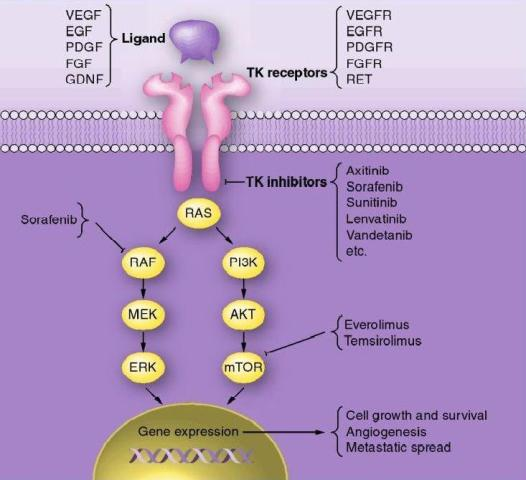 VEGF
EGF
PDGF
FGF
GDNF
Ligand
VEGFR
EGFR
PDGFR
FGFR
RET
TK receptors
TK inhibitors
Axitinib
Sorafenib
Sunitinib
Lenvatinib
Vandetanib
etc.
RAS
Sorafenib
RAF
PI3K
MEK
AKT
Everolimus
Temsirolimus
ERK
mTOR
Gene expression
Cell growth and survival
Angiogenesis
Metastatic spread